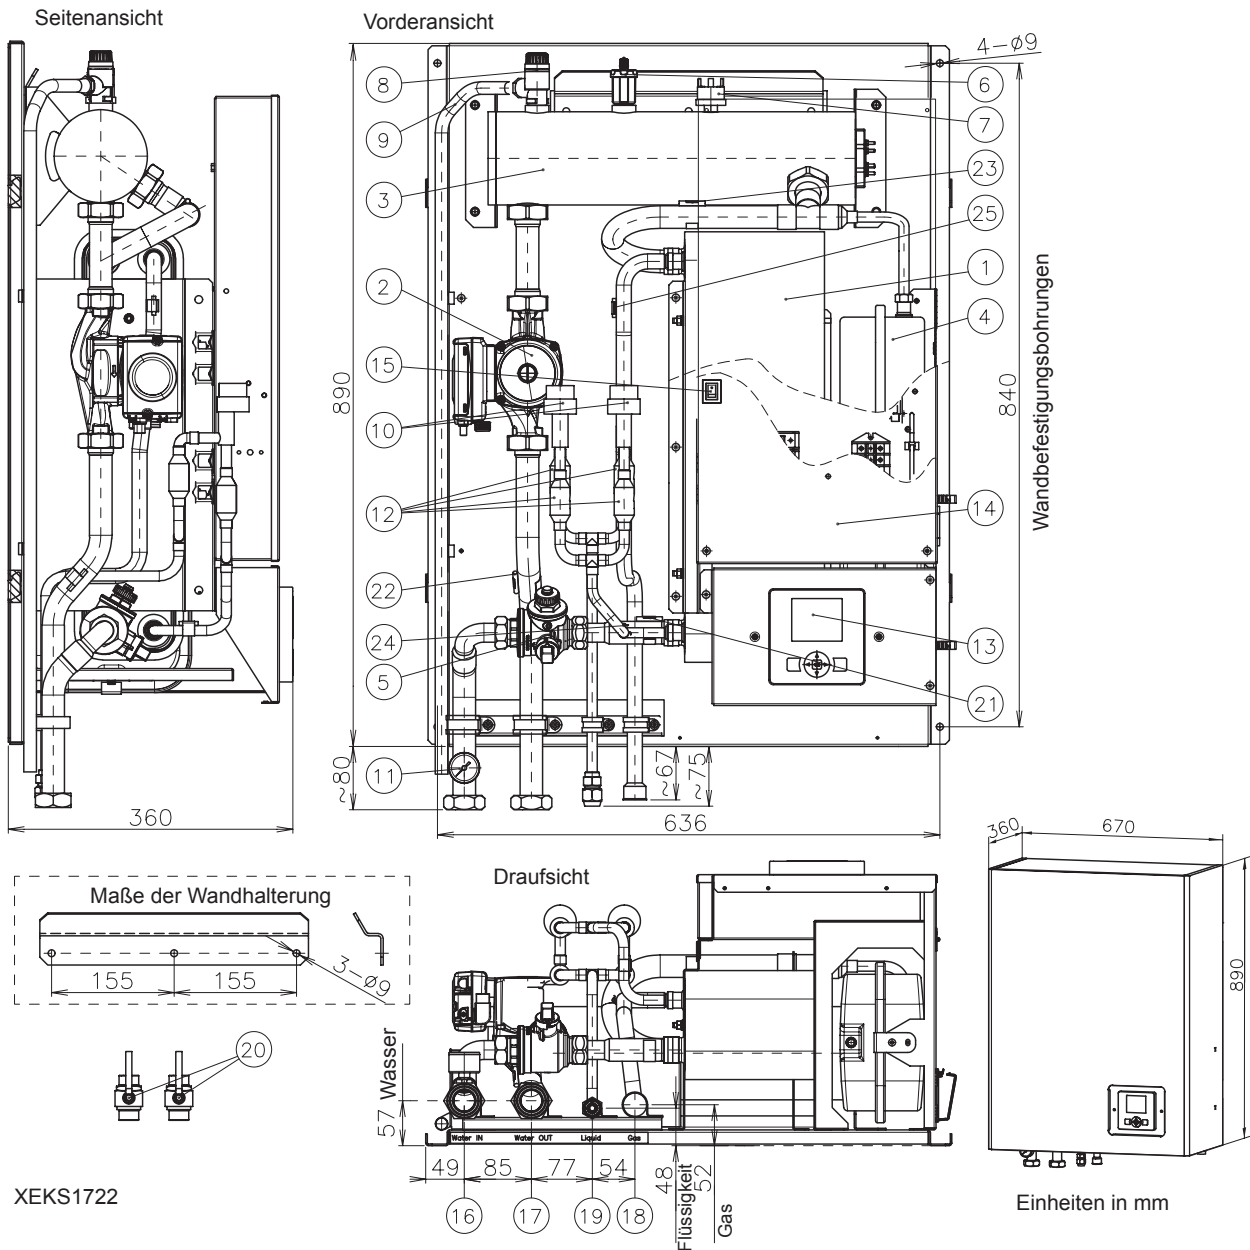 Seitenansicht
Vorderansicht
4-ø9
8
6
9
7
3
23
25
1
2
4
15
890
840
Wandbefestigungsbohrungen
10
12
14
22
24
13
5
21
11
~80
~67
~75
360
636
360
670
890
Maße der Wandhalterung
155
155
3-ø9
Draufsicht
20
Wasser
57
Water IN
Water OUT
Liquid
Gas
49
85
77
54
48
52
Flüssigkeit
Gas
16
17
19
18
XEKS1722
Einheiten in mm